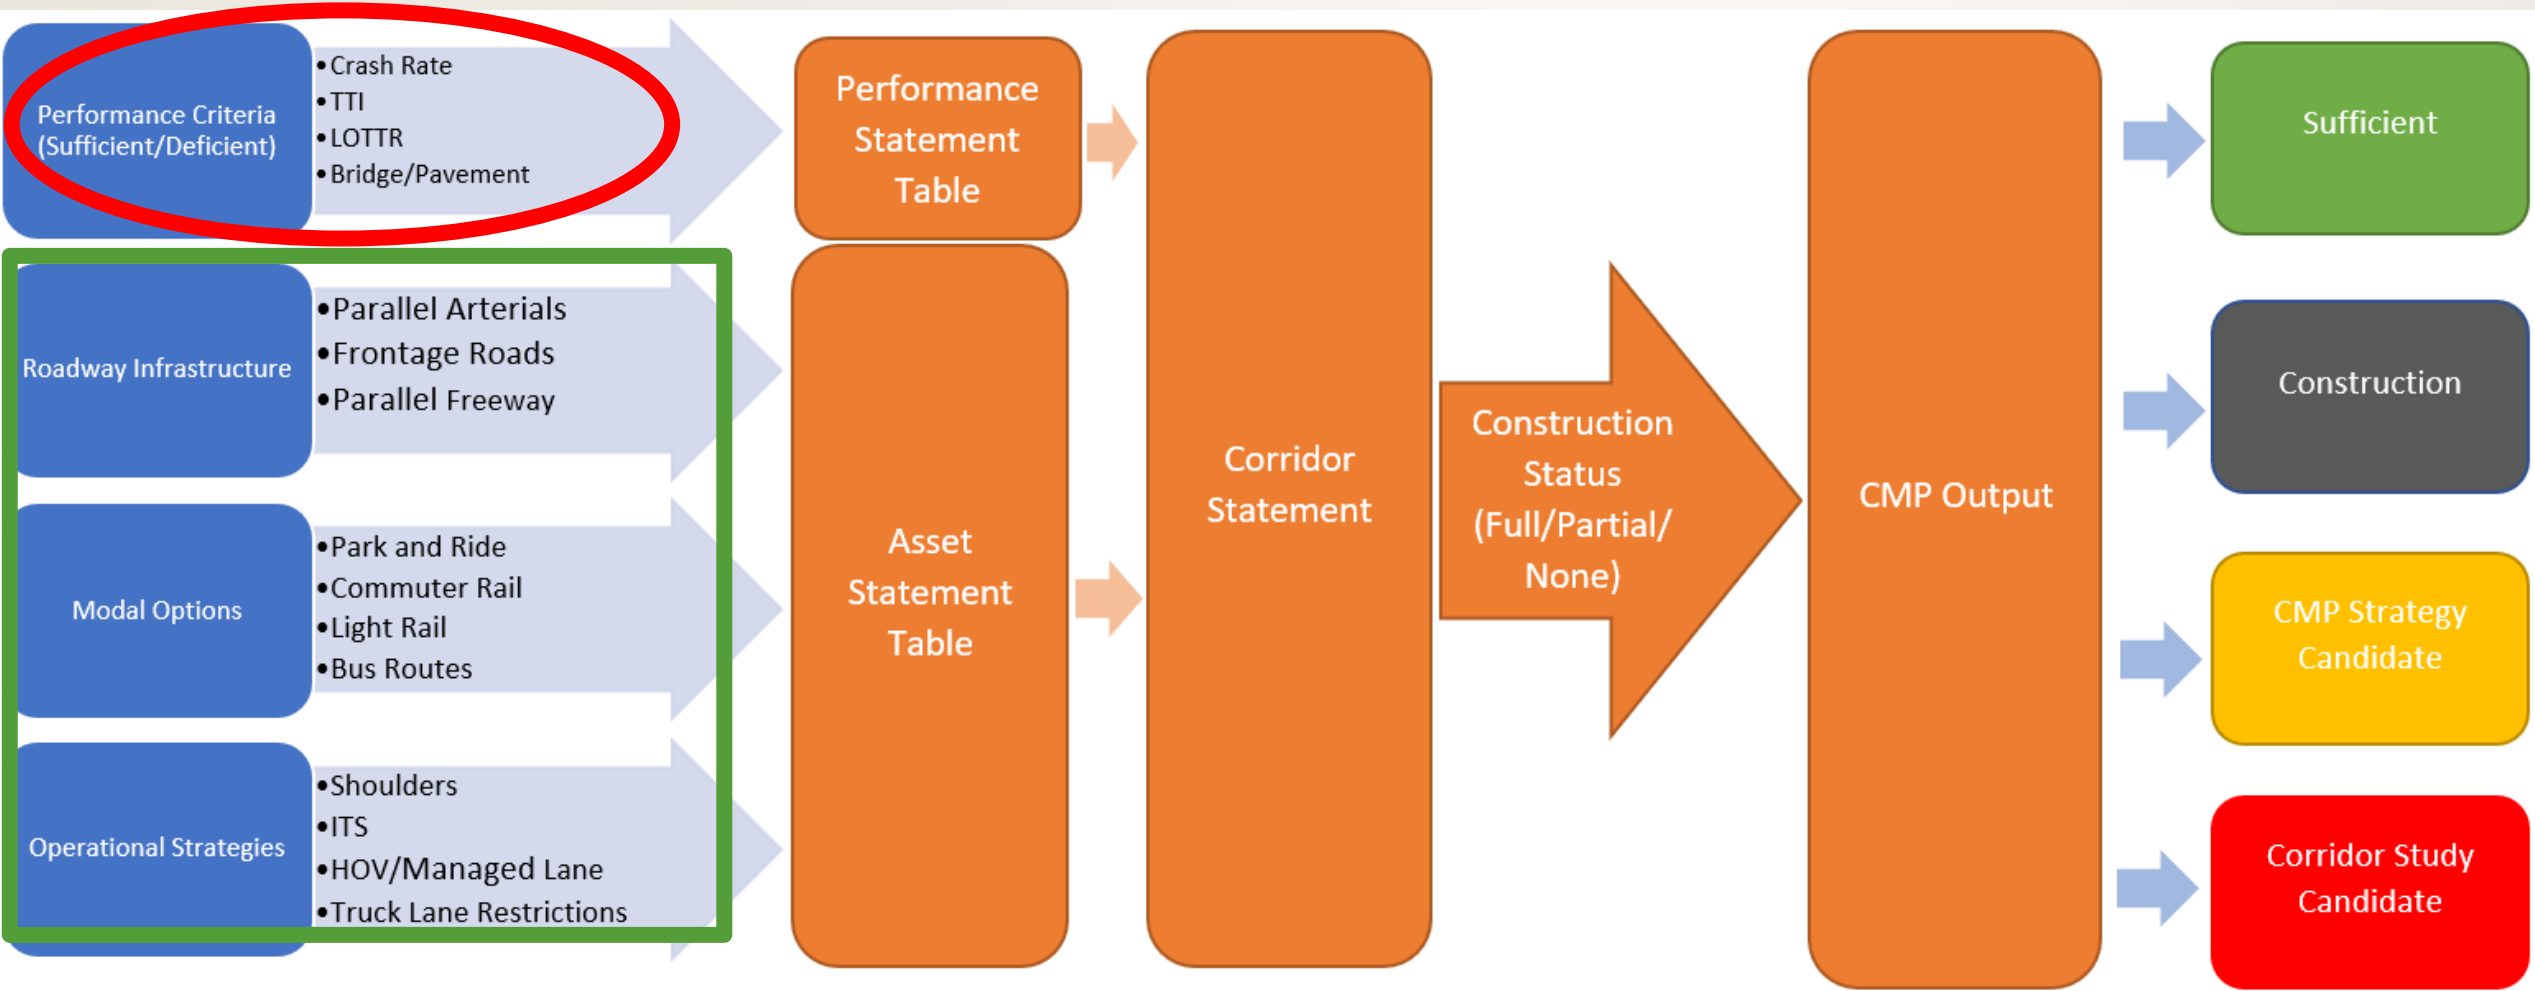 Performance Criteria
(Sufficient/Deficient)
•Crash Rate
•TTI
•LOTTR
•Bridge/Pavement
Roadway Infrastructure
•Parallel Arterials
•Frontage Roads
•Parallel Freeway
Modal Options
•Park and Ride
•Commuter Rail
•Light Rail
•Bus Routes
Operational Strategies
•Shoulders
•ITS
•HOV/Managed Lane
•Truck Lane Restrictions
Performance
Statement
Table
Asset
Statement
Table
Corridor
Statement
Construction
Status
(Full/Partial/
None)
CMP Output
Sufficient
Construction
CMP Strategy
Candidate
Corridor Study
Candidate